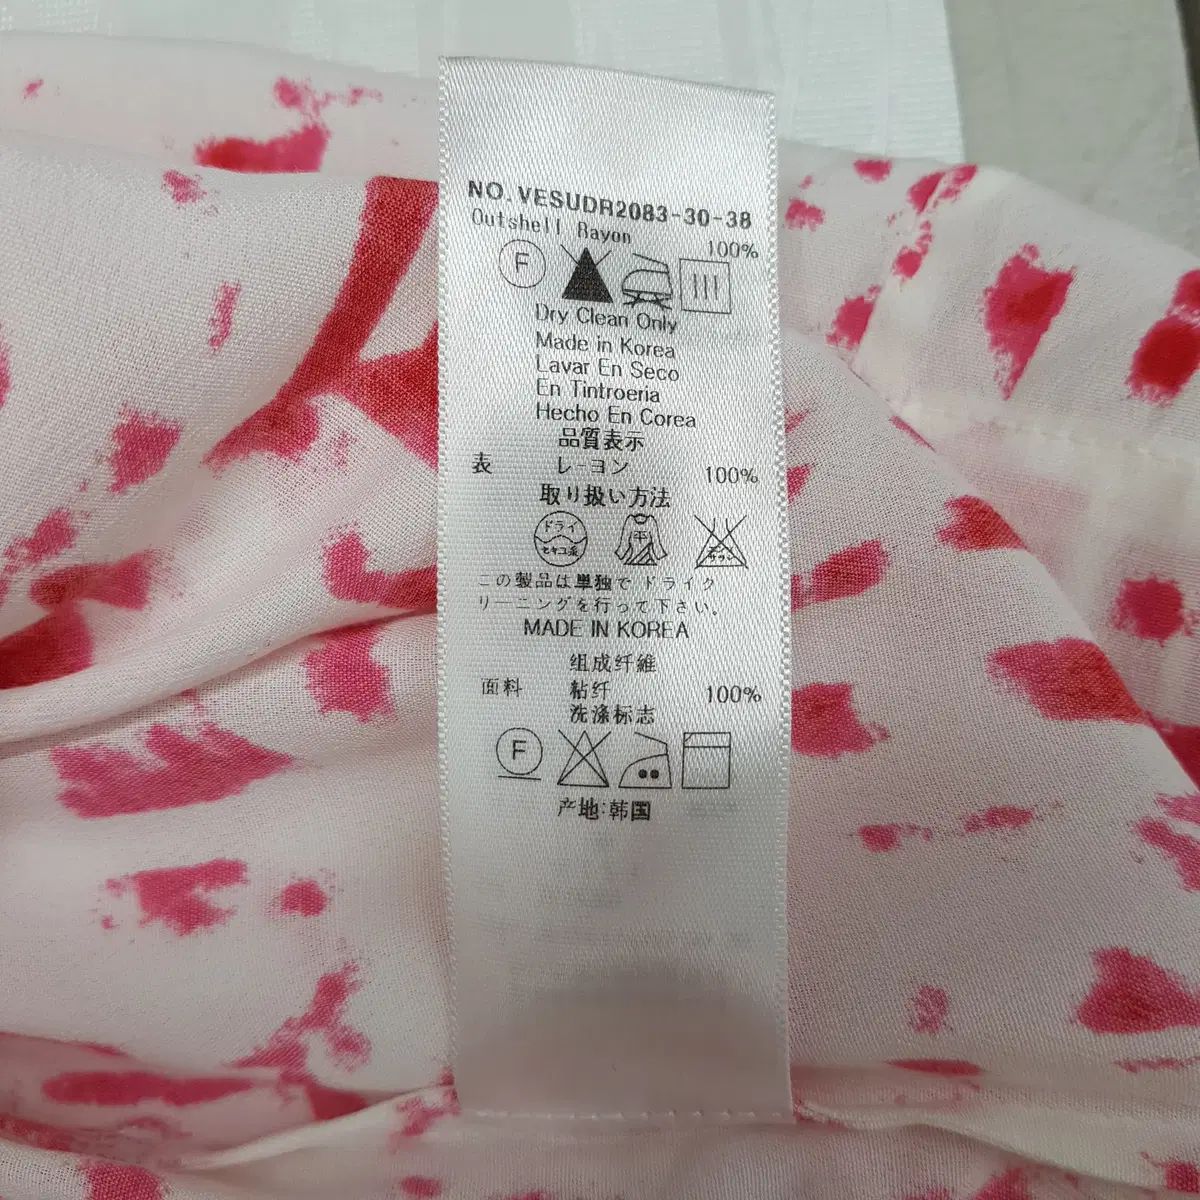 NO. VESUDR2083-30-38
Outshell Rayon 100%
F
Dry Clean Only
Made in Korea
Lavar En Seco
En Tintroeria
Hecho En Corea
品質表示
表 レ-ヨン 100%
取り扱い方法
ドライ
セキユ系
平
この製品は単独で ドライク
リーニングを行って下さい。
MADE IN KOREA
组成纤維
面料 粘纤 100%
洗涤标志
F
产地:韩国